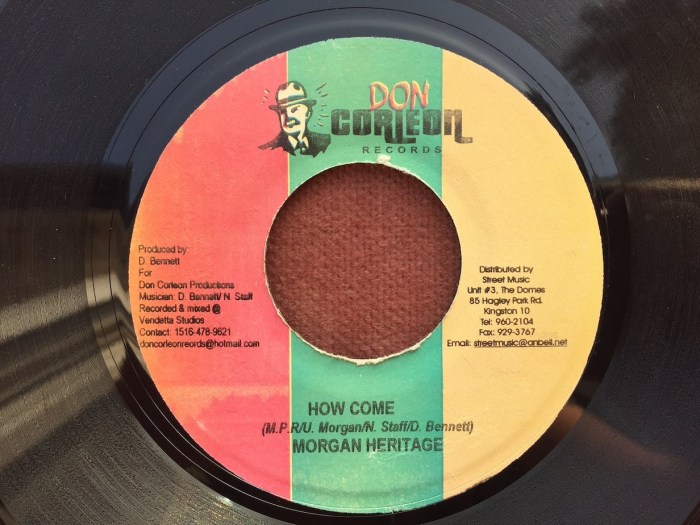 DON
CORLEON
RECORDS
Produced by:
D. Bennett
For
Don Corleon Productions
Musician: D. Bennett/ N. Staff
Recorded & mixed @
Vendetta Studios
Contact: 1516-478-9621
doncorleonreords@hotmail.com
Distributed by
Street Music
Unit #3, The Domes
85 Hagley Park Rd.
Kingston 10
Tel: 960-2104
Fax: 929-3767
Email: streetmusic@anbell.net
HOW COME
(M.P.R/U. Morgan/N. Staff/D. Bennett)
MORGAN HERITAGE